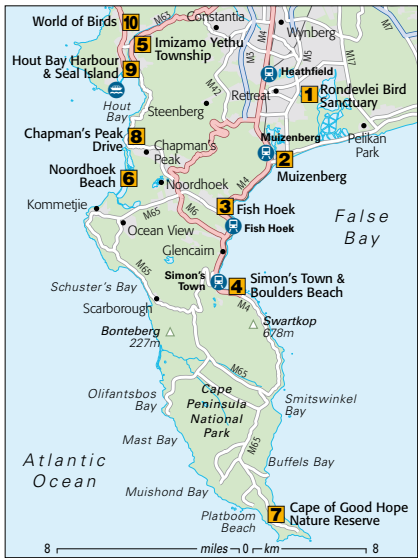 World of Birds 10
M63
Constantia
Wynberg
5 Imizamo Yethu
Township
Hout Bay Harbour
& Seal Island 9
Hout
Bay
M42
Steenberg
Heathfield
M5
M5
M17
Retreat
1 Rondevlei Bird
Sanctuary
Chapman's Peak
Drive 8
Chapman's
Peak
Muizenberg
2
Muizenberg
Pelikan
Park
Noordhoek
Beach 6
Noordhoek
M4
Kommetjie
M65
M6
3 Fish Hoek
Fish Hoek
False
Bay
Ocean View
Glencairn
M65
Simon's
Town
4 Simon's Town &
Boulders Beach
M4
Schuster's Bay
Scarborough
Bonteberg
227m
Swartkop
678m
M65
Olifantsbos
Bay
Cape
Peninsula
National
Park
Smitswinkel
Bay
Mast Bay
M65
Buffels Bay
Atlantic
Ocean
Muishond Bay
Platboom
Beach
7 Cape of Good Hope
Nature Reserve
8 miles 0 km 8